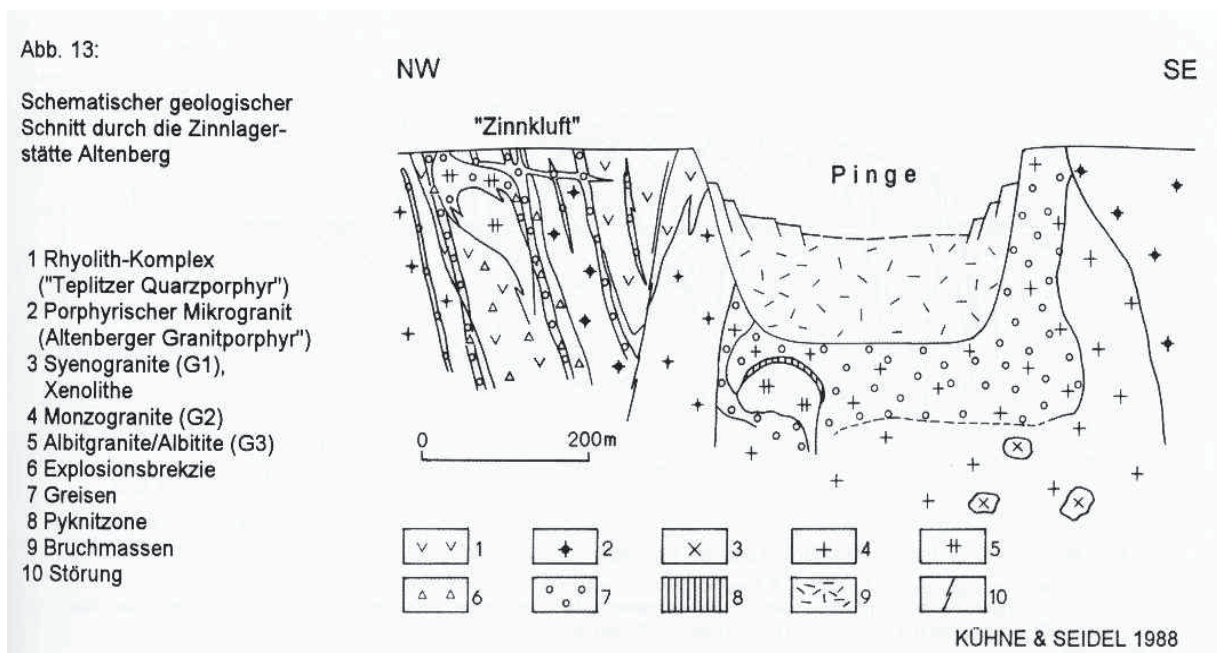 Abb. 13:
Schematischer geologischer
Schnitt durch die Zinnlager-
stätte Altenberg
1 Rhyolith-Komplex
("Teplitzer Quarzporphyr")
2 Porphyrischer Mikrogranit
(Altenberger Granitporphyr")
3 Syenogranite (G1),
Xenolithe
4 Monzogranite (G2)
5 Albitgranite/Albitite (G3)
6 Explosionsbrekzie
7 Greisen
8 Pyknitzone
9 Bruchmassen
10 Störung
NW
SE
"Zinnkluft"
Pinge
0
200m
1
2
3
4
5
6
7
8
9
10
KÜHNE & SEIDEL 1988